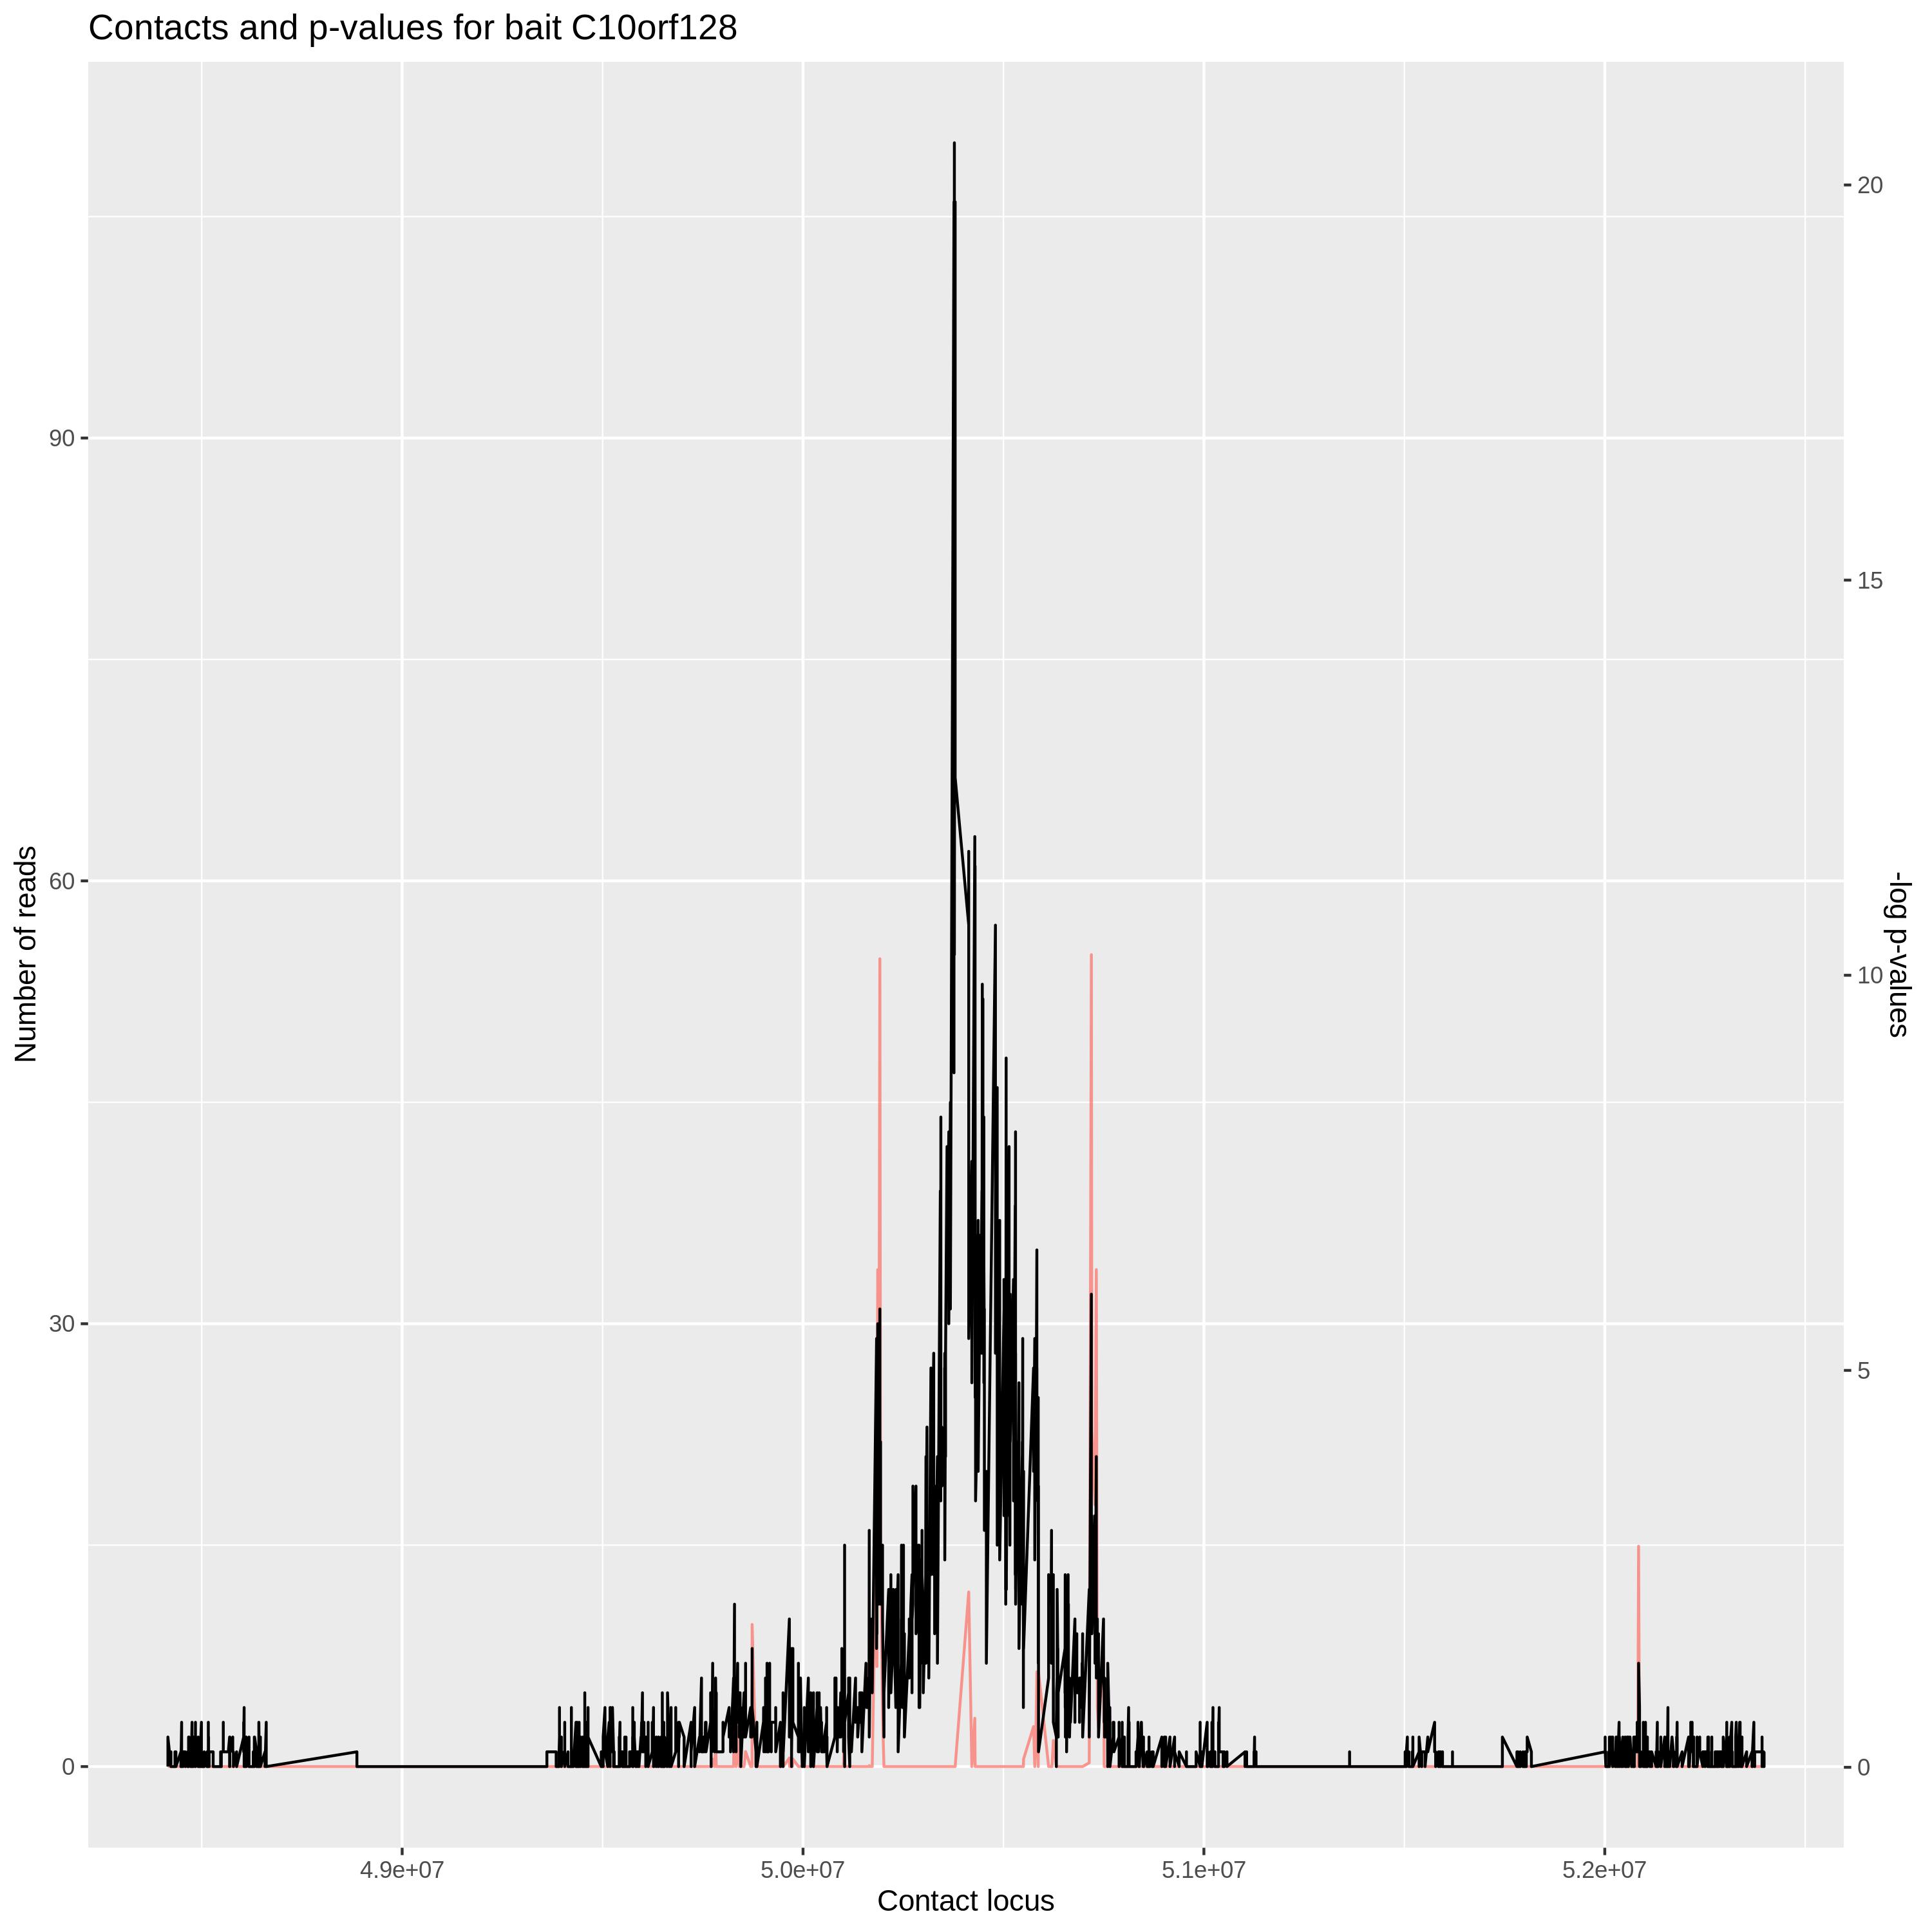 Contacts and p-values for bait C10orf128
20
90
15
Number of reads
60
-log p-values
10
30
5
0
0
4.9e+07
5.0e+07
5.1e+07
5.2e+07
Contact locus